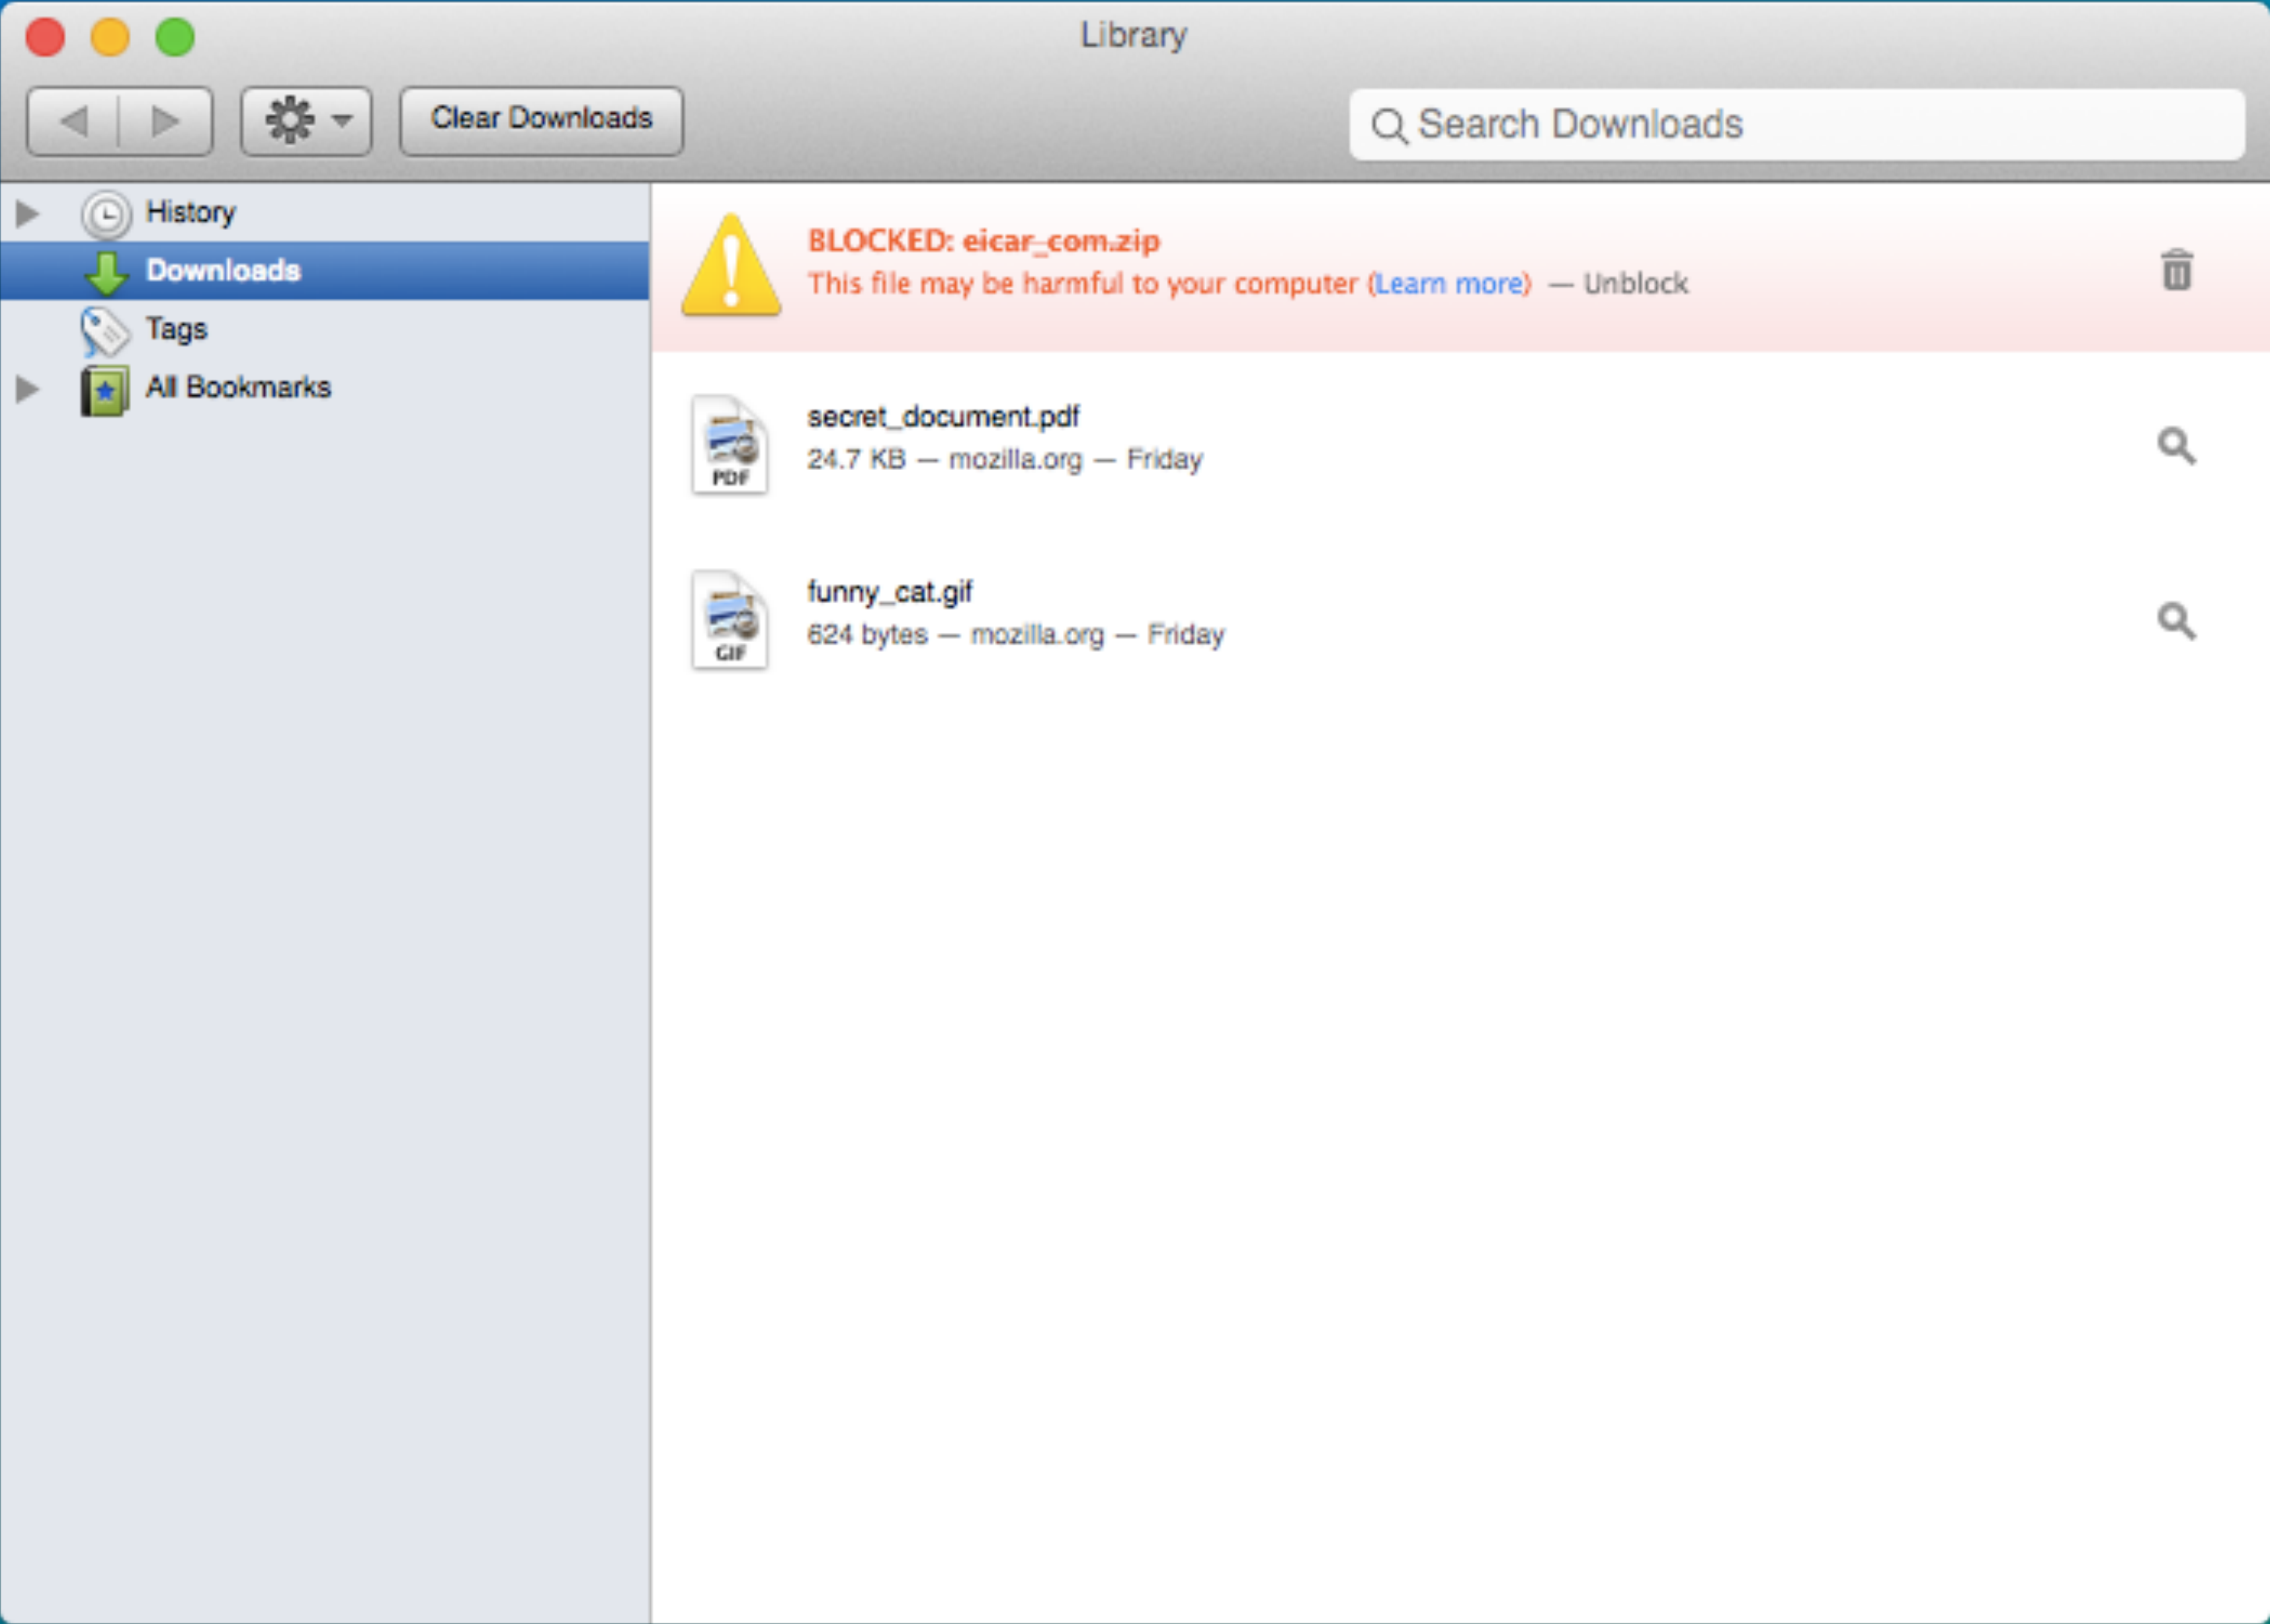 Library
Clear Downloads
Search Downloads
History
Downloads
Tags
All Bookmarks
BLOCKED: eicar_com.zip
This file may be harmful to your computer (Learn more) — Unblock
PDF
secret_document.pdf
24.7 KB — mozilla.org — Friday
GIF
funny_cat.gif
624 bytes — mozilla.org — Friday